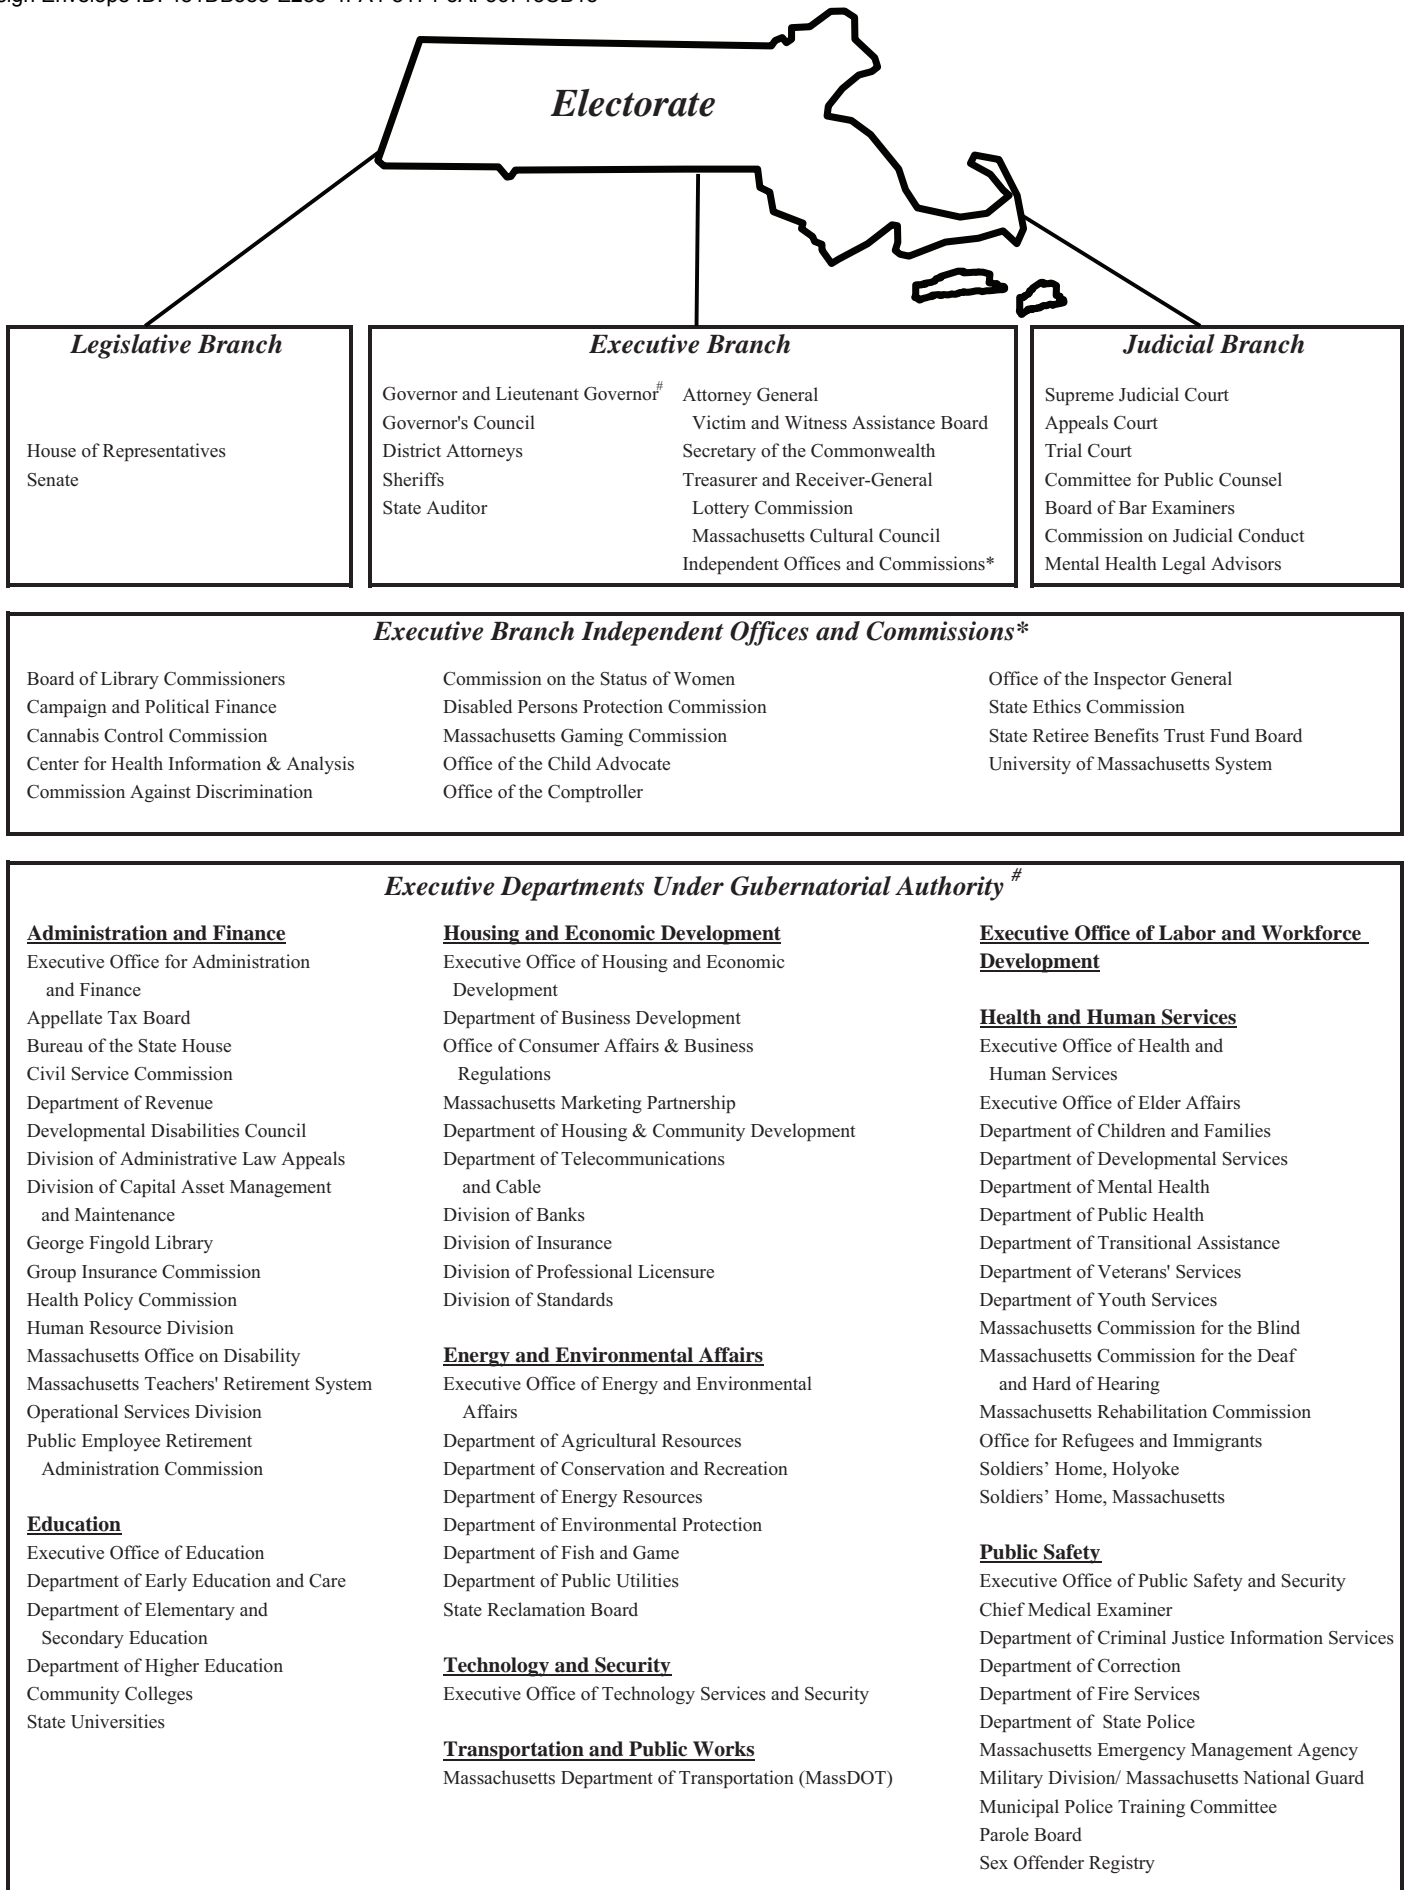 Electorate
Legislative Branch
House of Representatives
Senate
Executive Branch
Governor and Lieutenant Governor#
Governor's Council
District Attorneys
Sheriffs
State Auditor
Attorney General
Victim and Witness Assistance Board
Secretary of the Commonwealth
Treasurer and Receiver-General
Lottery Commission
Massachusetts Cultural Council
Independent Offices and Commissions*
Judicial Branch
Supreme Judicial Court
Appeals Court
Trial Court
Committee for Public Counsel
Board of Bar Examiners
Commission on Judicial Conduct
Mental Health Legal Advisors
Executive Branch Independent Offices and Commissions*
Board of Library Commissioners
Campaign and Political Finance
Cannabis Control Commission
Center for Health Information & Analysis
Commission Against Discrimination
Commission on the Status of Women
Disabled Persons Protection Commission
Massachusetts Gaming Commission
Office of the Child Advocate
Office of the Comptroller
Office of the Inspector General
State Ethics Commission
State Retiree Benefits Trust Fund Board
University of Massachusetts System
Executive Departments Under Gubernatorial Authority #
Administration and Finance
Executive Office for Administration
and Finance
Appellate Tax Board
Bureau of the State House
Civil Service Commission
Department of Revenue
Developmental Disabilities Council
Division of Administrative Law Appeals
Division of Capital Asset Management
and Maintenance
George Fingold Library
Group Insurance Commission
Health Policy Commission
Human Resource Division
Massachusetts Office on Disability
Massachusetts Teachers' Retirement System
Operational Services Division
Public Employee Retirement
Administration Commission
Education
Executive Office of Education
Department of Early Education and Care
Department of Elementary and
Secondary Education
Department of Higher Education
Community Colleges
State Universities
Housing and Economic Development
Executive Office of Housing and Economic
Development
Department of Business Development
Office of Consumer Affairs & Business
Regulations
Massachusetts Marketing Partnership
Department of Housing & Community Development
Department of Telecommunications
and Cable
Division of Banks
Division of Insurance
Division of Professional Licensure
Division of Standards
Energy and Environmental Affairs
Executive Office of Energy and Environmental
Affairs
Department of Agricultural Resources
Department of Conservation and Recreation
Department of Energy Resources
Department of Environmental Protection
Department of Fish and Game
Department of Public Utilities
State Reclamation Board
Technology and Security
Executive Office of Technology Services and Security
Transportation and Public Works
Massachusetts Department of Transportation (MassDOT)
Executive Office of Labor and Workforce
Development
Health and Human Services
Executive Office of Health and
Human Services
Executive Office of Elder Affairs
Department of Children and Families
Department of Developmental Services
Department of Mental Health
Department of Public Health
Department of Transitional Assistance
Department of Veterans' Services
Department of Youth Services
Massachusetts Commission for the Blind
Massachusetts Commission for the Deaf
and Hard of Hearing
Massachusetts Rehabilitation Commission
Office for Refugees and Immigrants
Soldiers’ Home, Holyoke
Soldiers’ Home, Massachusetts
Public Safety
Executive Office of Public Safety and Security
Chief Medical Examiner
Department of Criminal Justice Information Services
Department of Correction
Department of Fire Services
Department of State Police
Massachusetts Emergency Management Agency
Military Division/ Massachusetts National Guard
Municipal Police Training Committee
Parole Board
Sex Offender Registry